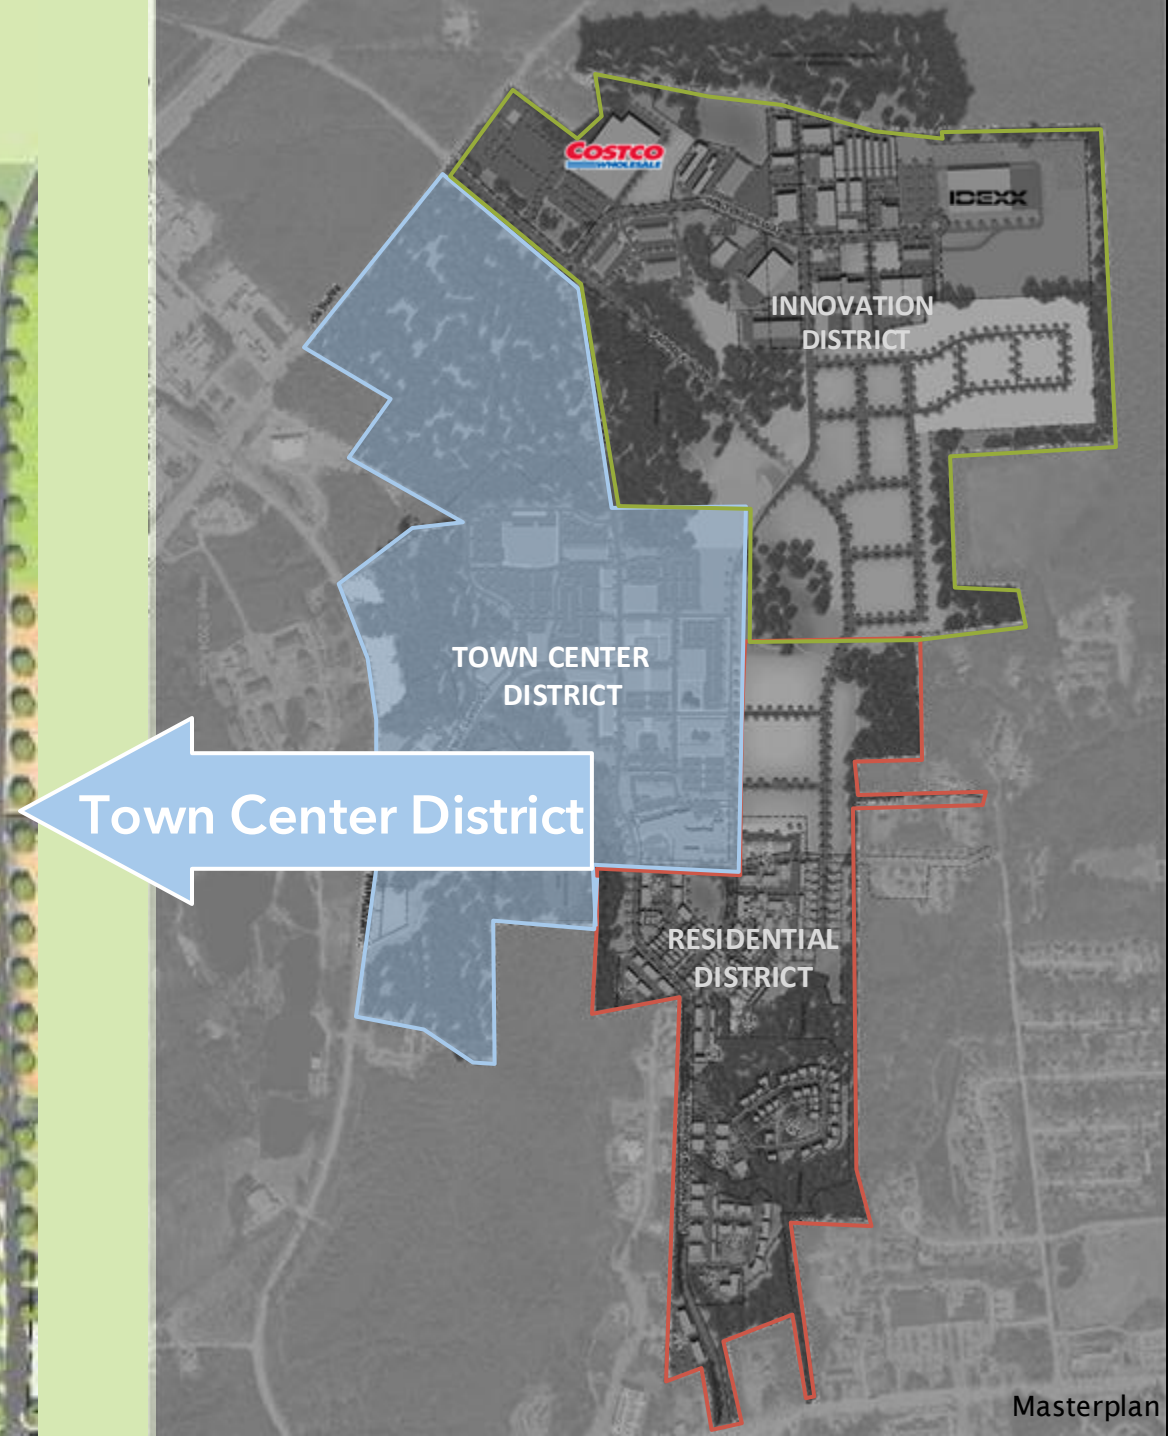 COSTCO
WHOLESALE
IDEXX
INNOVATION
DISTRICT
TOWN CENTER
DISTRICT
Town Center District
RESIDENTIAL
DISTRICT
Masterplan